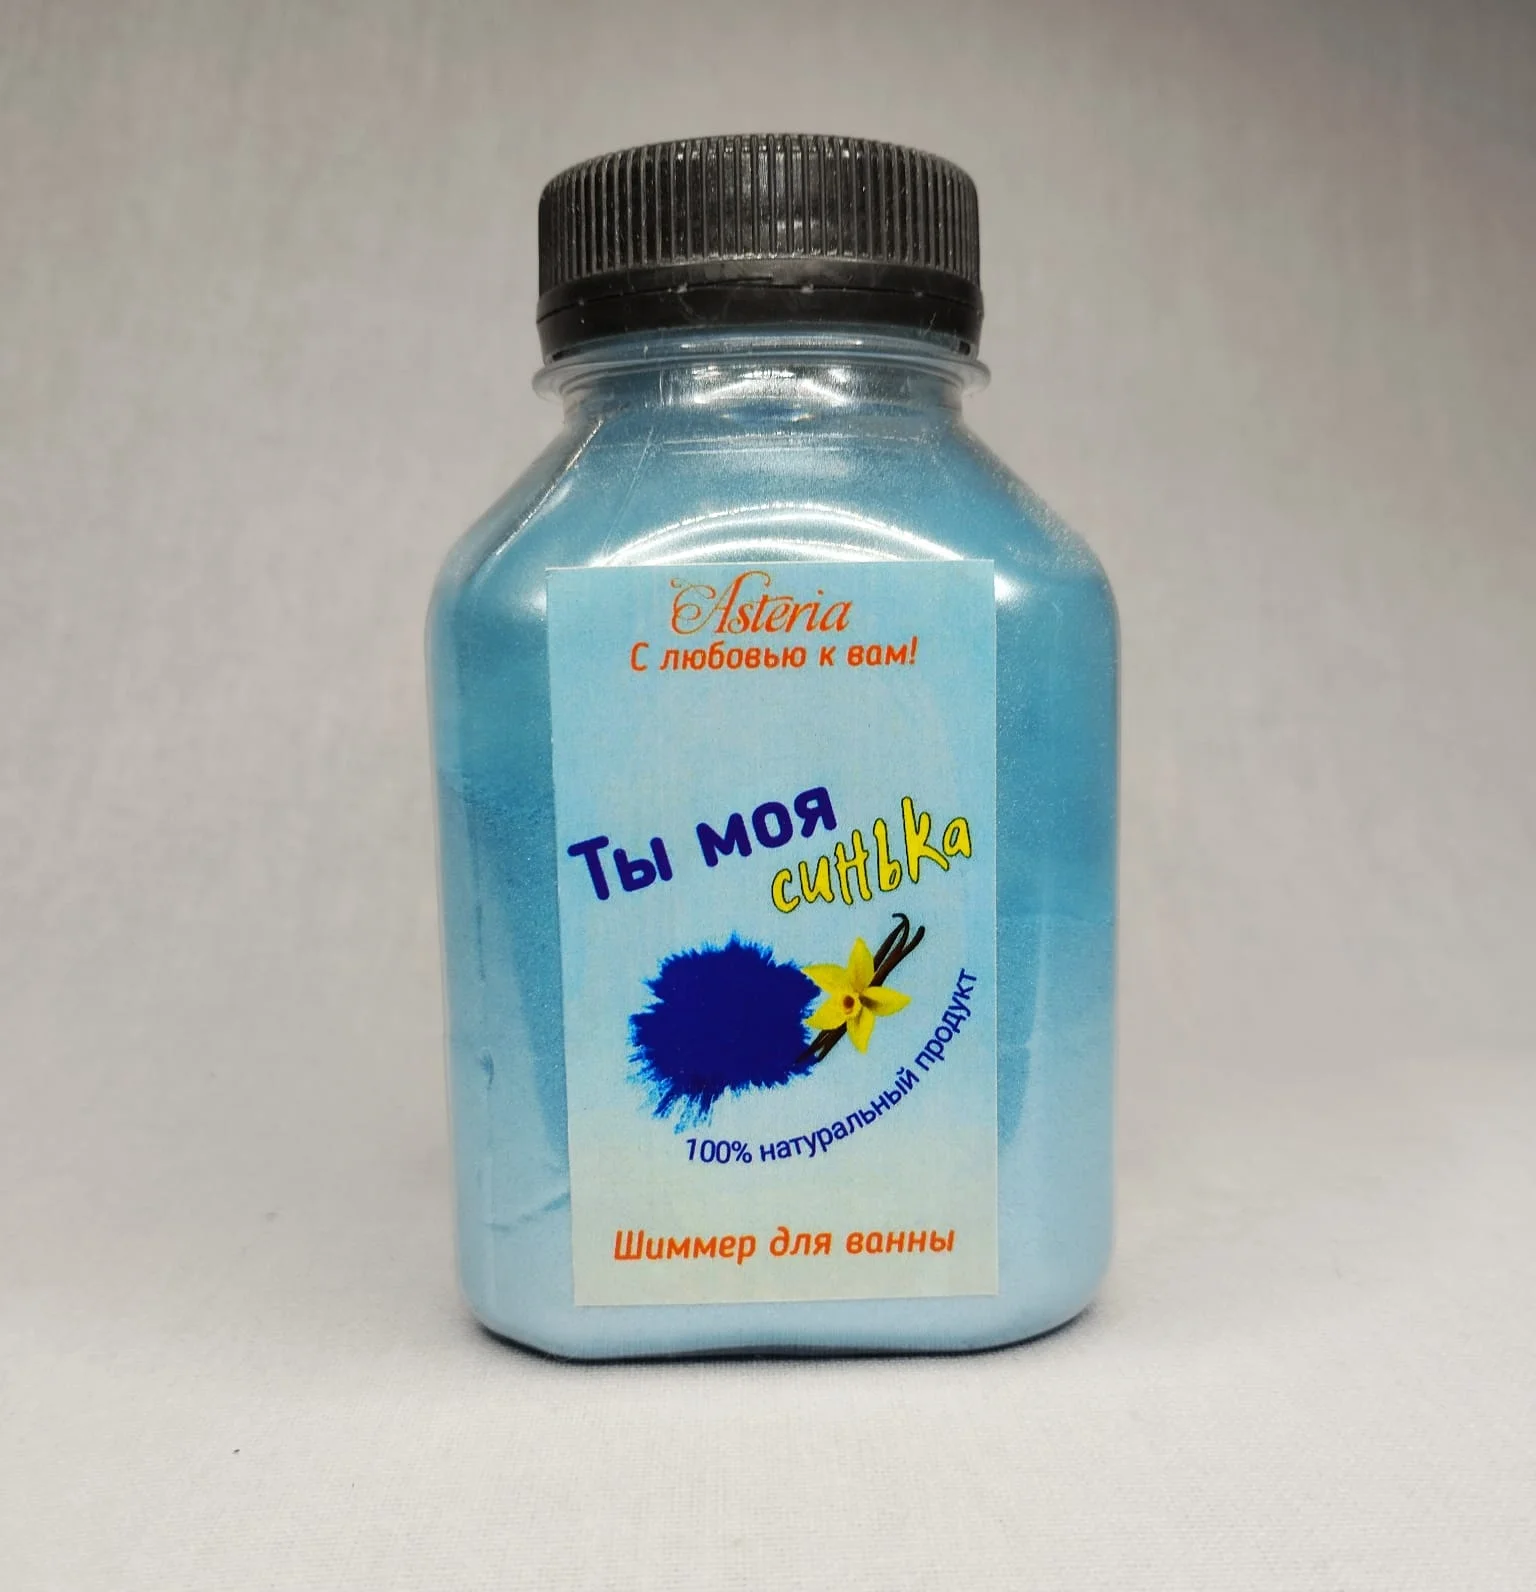 Asteria
С любовью к вам!
Ты моя
синька
100% натуральный продукт
Шиммер для ванны